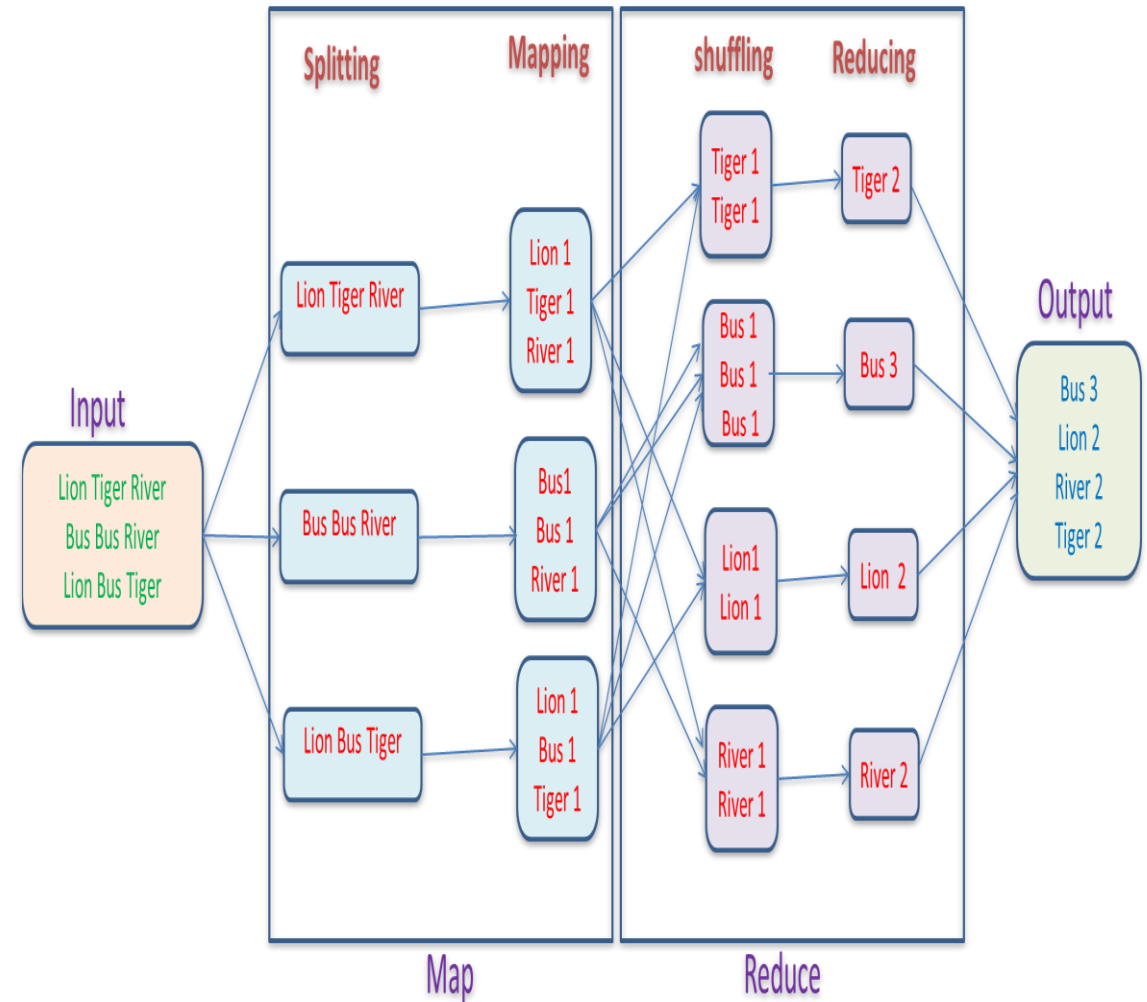 Input
Lion Tiger River
Bus Bus River
Lion Bus Tiger
Splitting
Lion Tiger River
Bus Bus River
Lion Bus Tiger
Mapping
Lion 1
Tiger 1
River 1
Bus1
Bus 1
River 1
Lion 1
Bus 1
Tiger 1
Map
shuffling
Tiger 1
Tiger 1
Bus 1
Bus 1
Bus 1
Lion1
Lion 1
River 1
River 1
Reducing
Tiger 2
Bus 3
Lion 2
River 2
Reduce
Output
Bus 3
Lion 2
River 2
Tiger 2